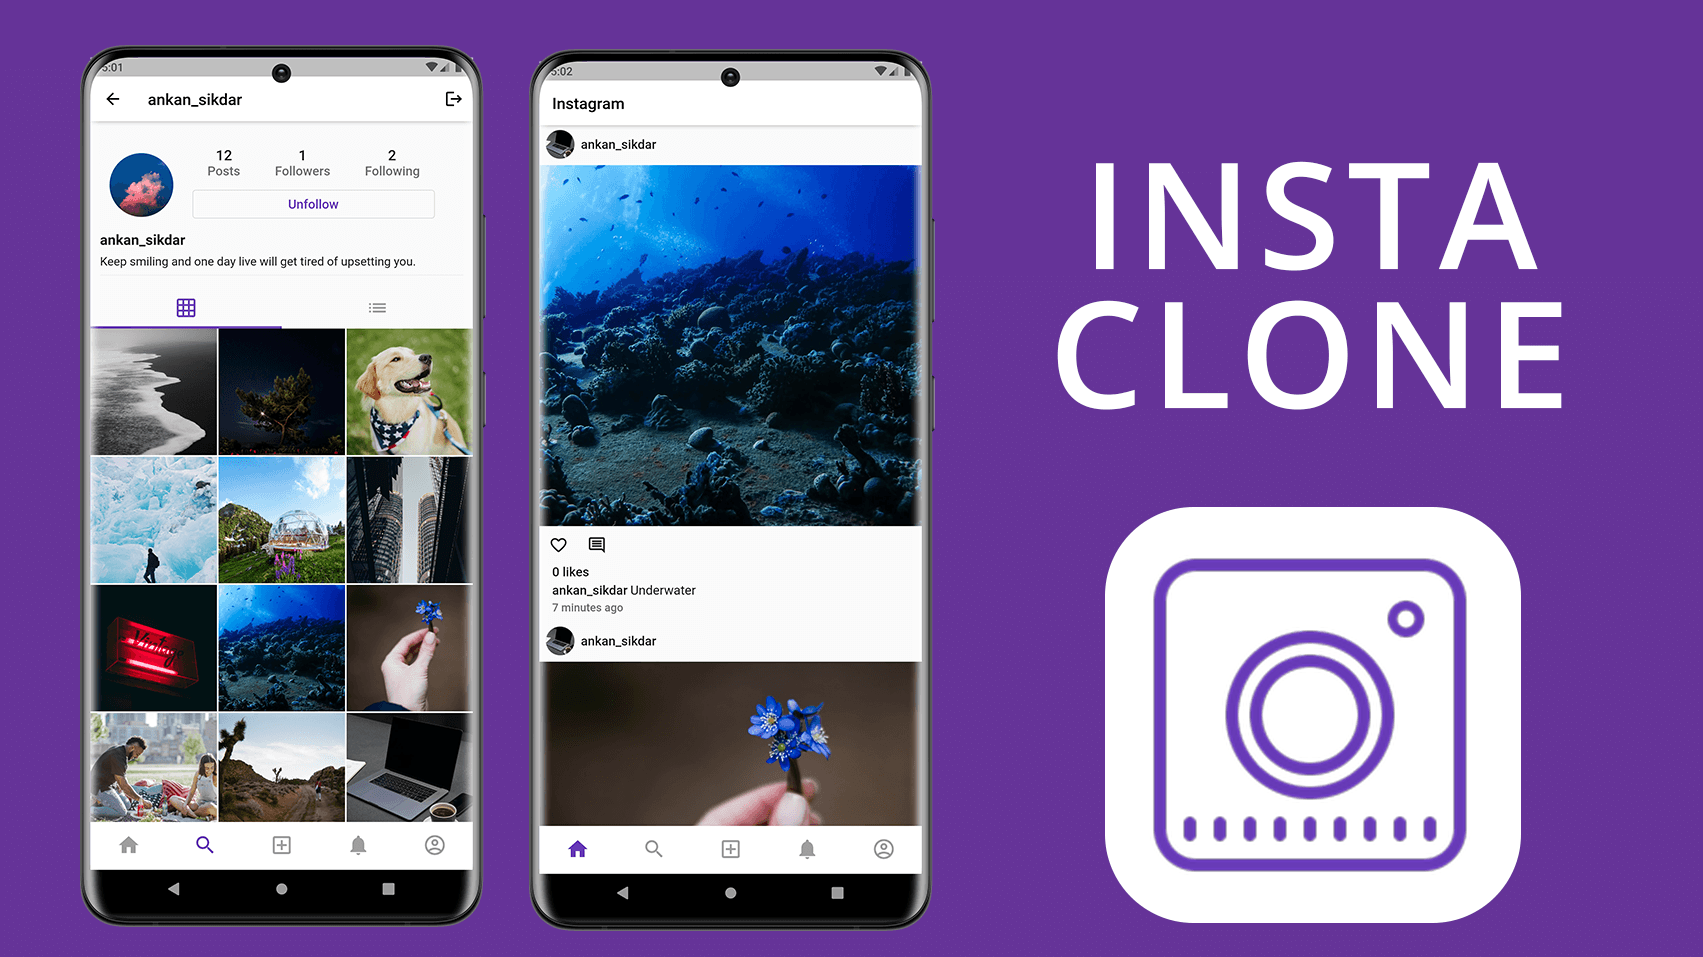 5:01
ankan_sikdar
12 1 2
Posts Followers Following
Unfollow
ankan_sikdar
Keep smiling and one day live will get tired of upsetting you.
Vintage
5:02
Instagram
ankan_sikdar
0 likes
ankan_sikdar Underwater
7 minutes ago
ankan_sikdar
INSTA
CLONE